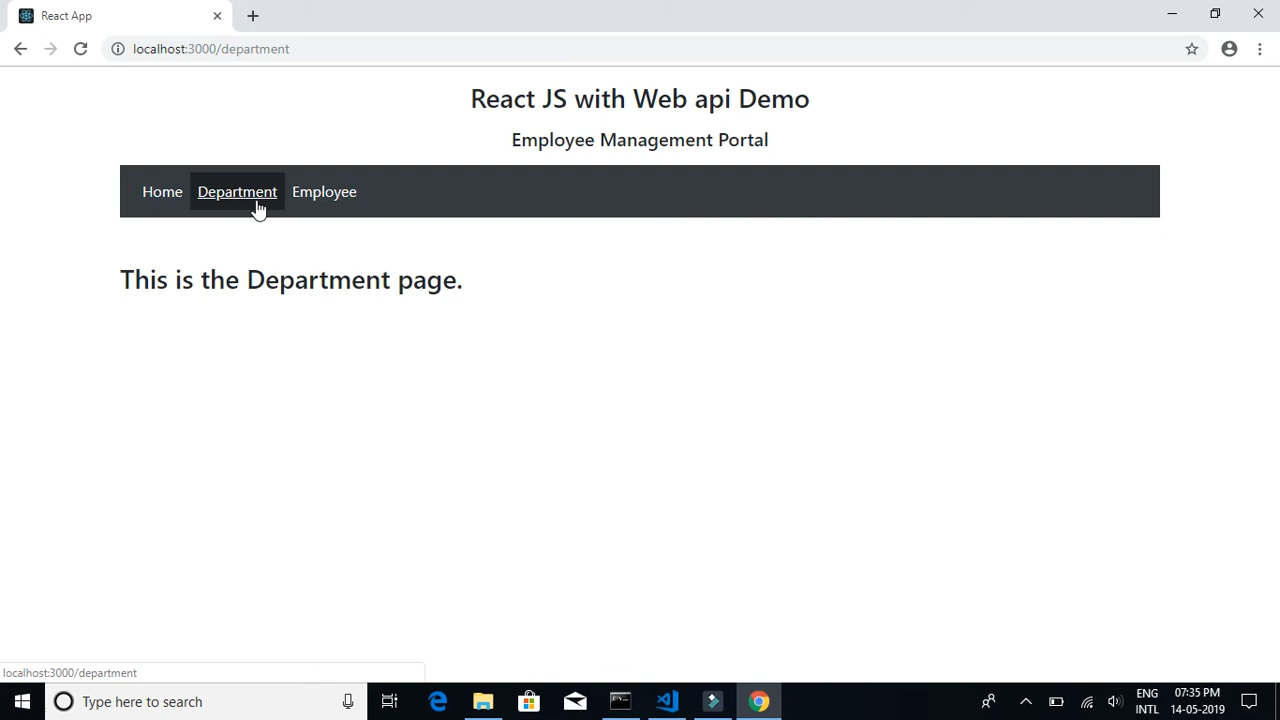 React App
localhost:3000/department
React JS with Web api Demo
Employee Management Portal
Home Department Employee
This is the Department page.
localhost:3000/department
Type here to search
ENG 07:35 PM
INTL 14-05-2019